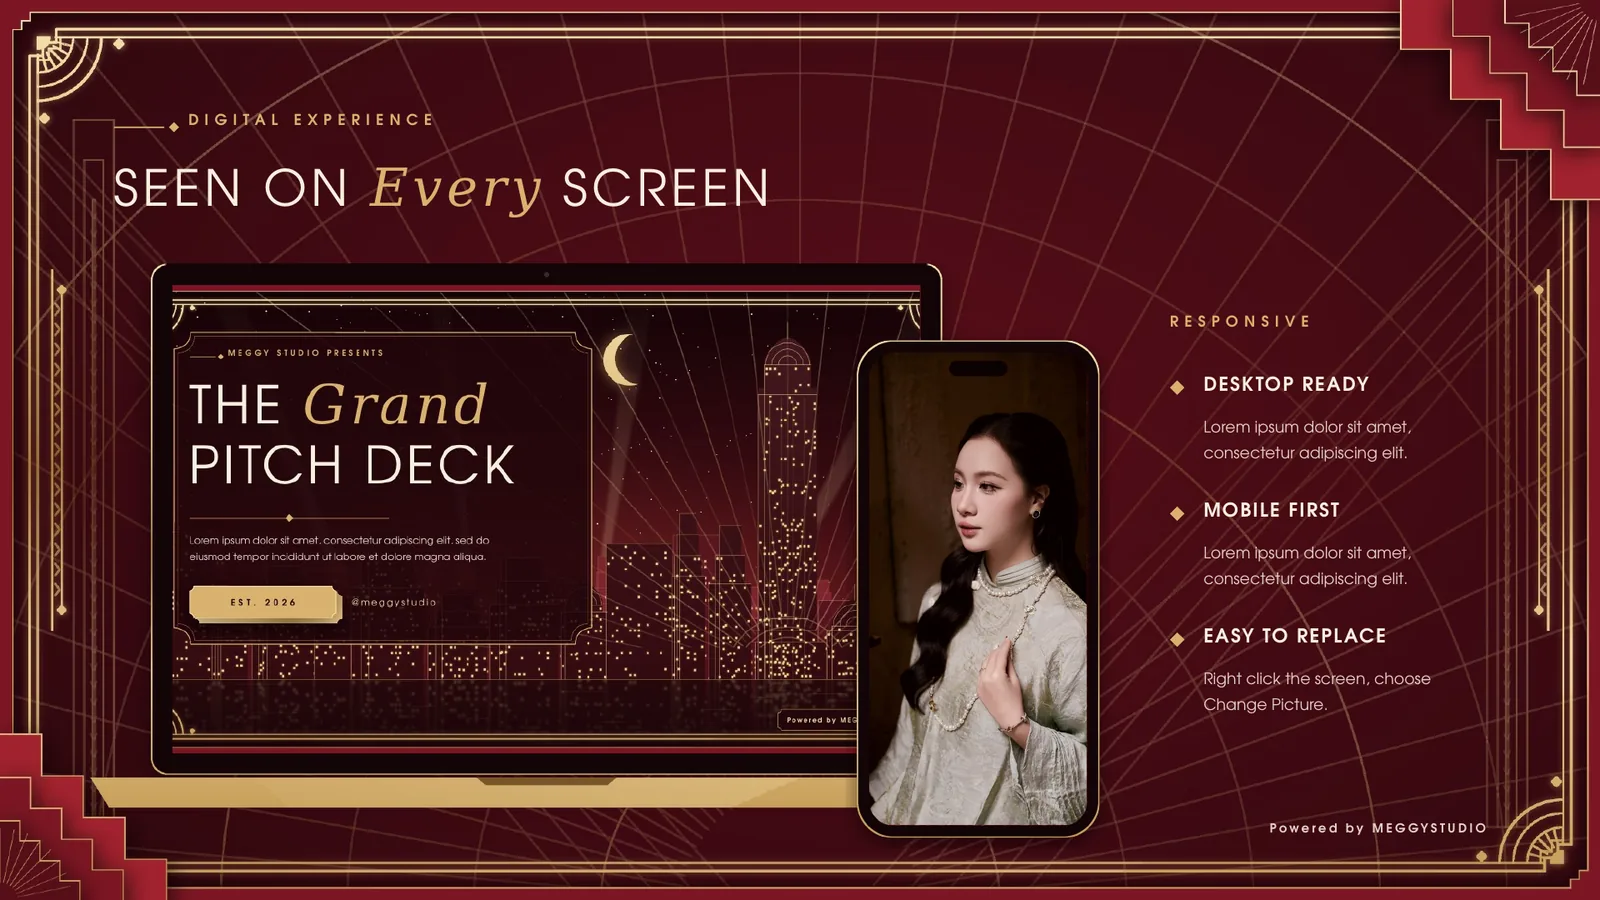 DIGITAL EXPERIENCE
SEEN ON Every SCREEN
MEGGY STUDIO PRESENTS
THE Grand
PITCH DECK
Lorem ipsum dolor sit amet, consectetur adipiscing elit, sed do
eiusmod tempor incididunt ut labore et dolore magna aliqua.
EST. 2026
@meggystudio
Powered by MEG
RESPONSIVE
DESKTOP READY
Lorem ipsum dolor sit amet,
consectetur adipiscing elit.
MOBILE FIRST
Lorem ipsum dolor sit amet,
consectetur adipiscing elit.
EASY TO REPLACE
Right click the screen, choose
Change Picture.
Powered by MEGGYSTUDIO